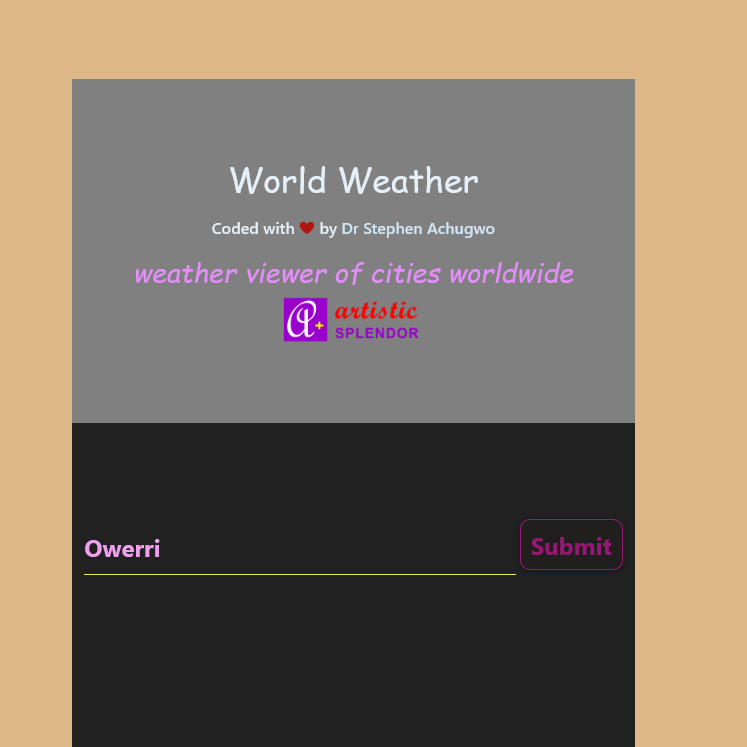 World Weather
Coded with ❤ by Dr Stephen Achugwo
weather viewer of cities worldwide
a+ artistic
SPLENDOR
Owerri
Submit